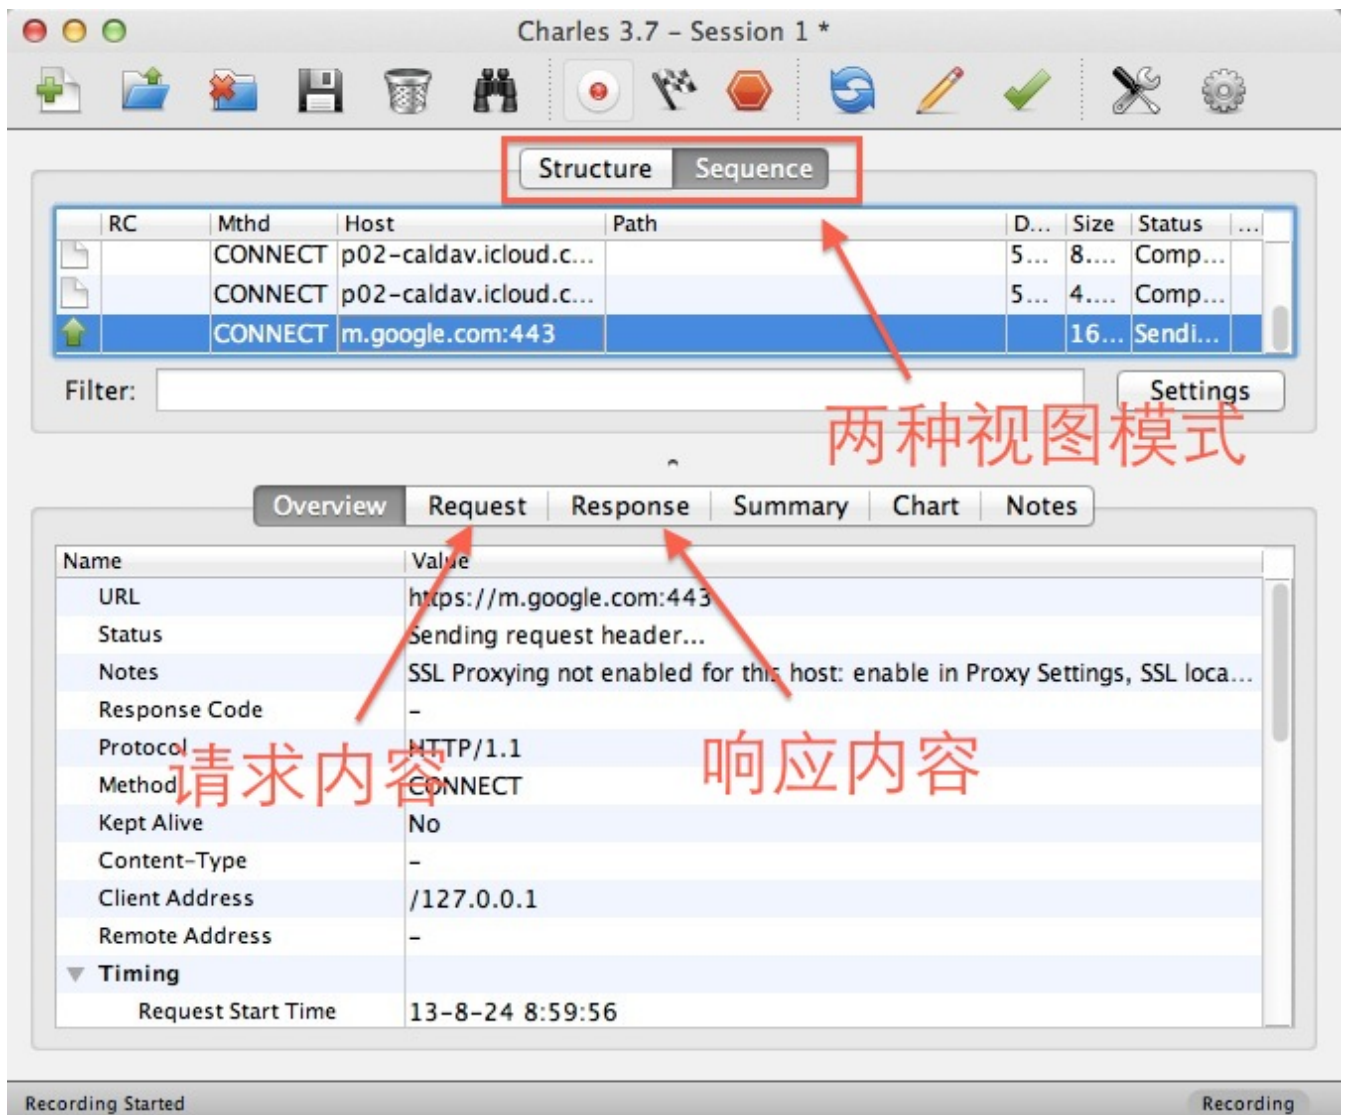 Charles 3.7 – Session 1 *
Structure Sequence
RC Mthd Host Path D... Size Status ...
CONNECT p02-caldav.icloud.c... 5... 8.... Comp...
CONNECT p02-caldav.icloud.c... 5... 4.... Comp...
CONNECT m.google.com:443 16... Sendi...
Filter: Settings
两种视图模式
Overview Request Response Summary Chart Notes
Name Value
URL https://m.google.com:443
Status Sending request header...
Notes SSL Proxying not enabled for this host: enable in Proxy Settings, SSL loca...
Response Code –
Protocol HTTP/1.1
请求内容 响应内容
Method CONNECT
Kept Alive No
Content-Type –
Client Address /127.0.0.1
Remote Address –
Timing
Request Start Time 13-8-24 8:59:56
Recording Started Recording